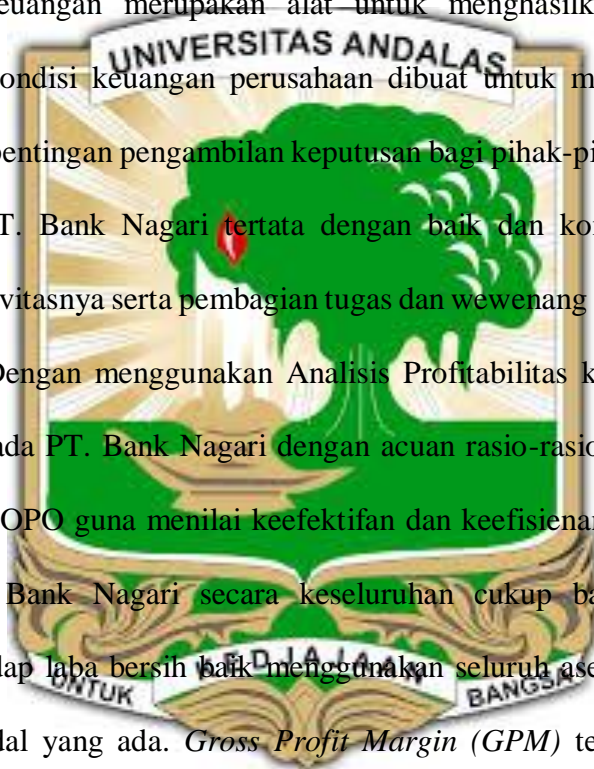 euangan merupakan alat untuk menghasilk
UNIVERSITAS ANDALAS
ondisi keuangan perusahaan dibuat untuk m
pentingan pengambilan keputusan bagi pihak-pi
T. Bank Nagari tertata dengan baik dan ko
vitasnya serta pembagian tugas dan wewenang
Dengan menggunakan Analisis Profitabilitas k
ada PT. Bank Nagari dengan acuan rasio-rasio
OPO guna menilai keefektifan dan keefisienan
Bank Nagari secara keseluruhan cukup ba
dap laba bersih baik menggunakan seluruh ase
UNTUK KEDJAJAAN BANGSA
dal yang ada. Gross Profit Margin (GPM) te